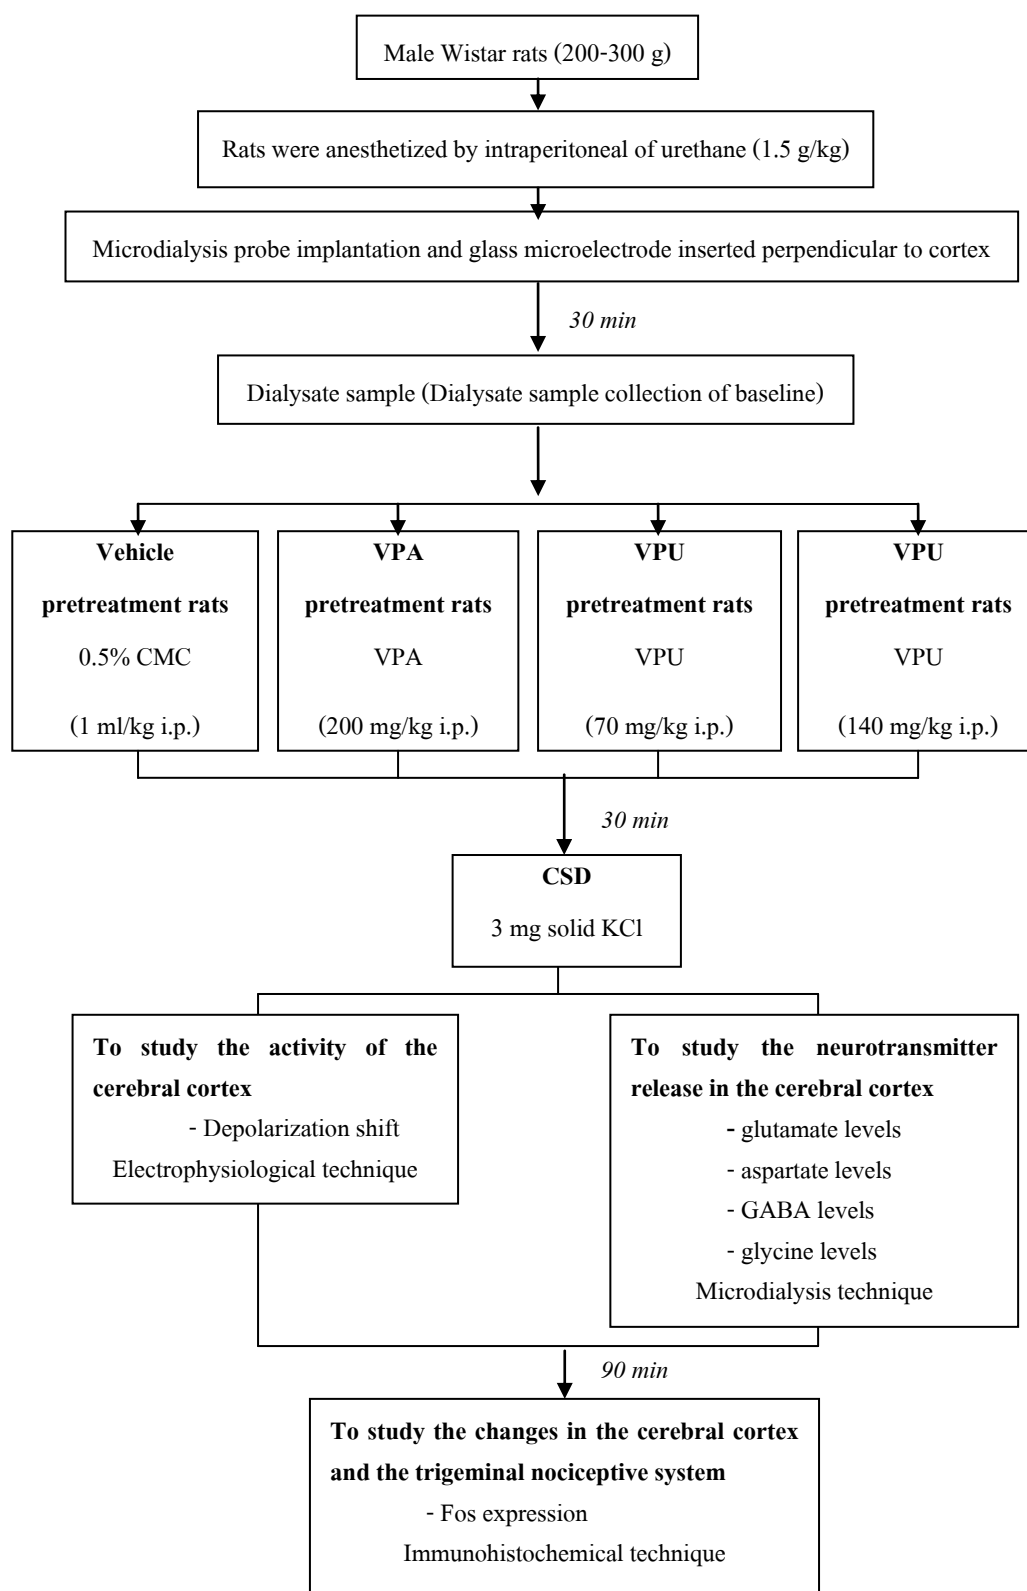 Male Wistar rats (200-300 g)
Rats were anesthetized by intraperitoneal of urethane (1.5 g/kg)
Microdialysis probe implantation and glass microelectrode inserted perpendicular to cortex
30 min
Dialysate sample (Dialysate sample collection of baseline)
Vehicle
pretreatment rats
0.5% CMC
(1 ml/kg i.p.)
VPA
pretreatment rats
VPA
(200 mg/kg i.p.)
VPU
pretreatment rats
VPU
(70 mg/kg i.p.)
VPU
pretreatment rats
VPU
(140 mg/kg i.p.)
30 min
CSD
3 mg solid KCl
To study the activity of the
cerebral cortex
- Depolarization shift
Electrophysiological technique
To study the neurotransmitter
release in the cerebral cortex
- glutamate levels
- aspartate levels
- GABA levels
- glycine levels
Microdialysis technique
90 min
To study the changes in the cerebral cortex
and the trigeminal nociceptive system
- Fos expression
Immunohistochemical technique